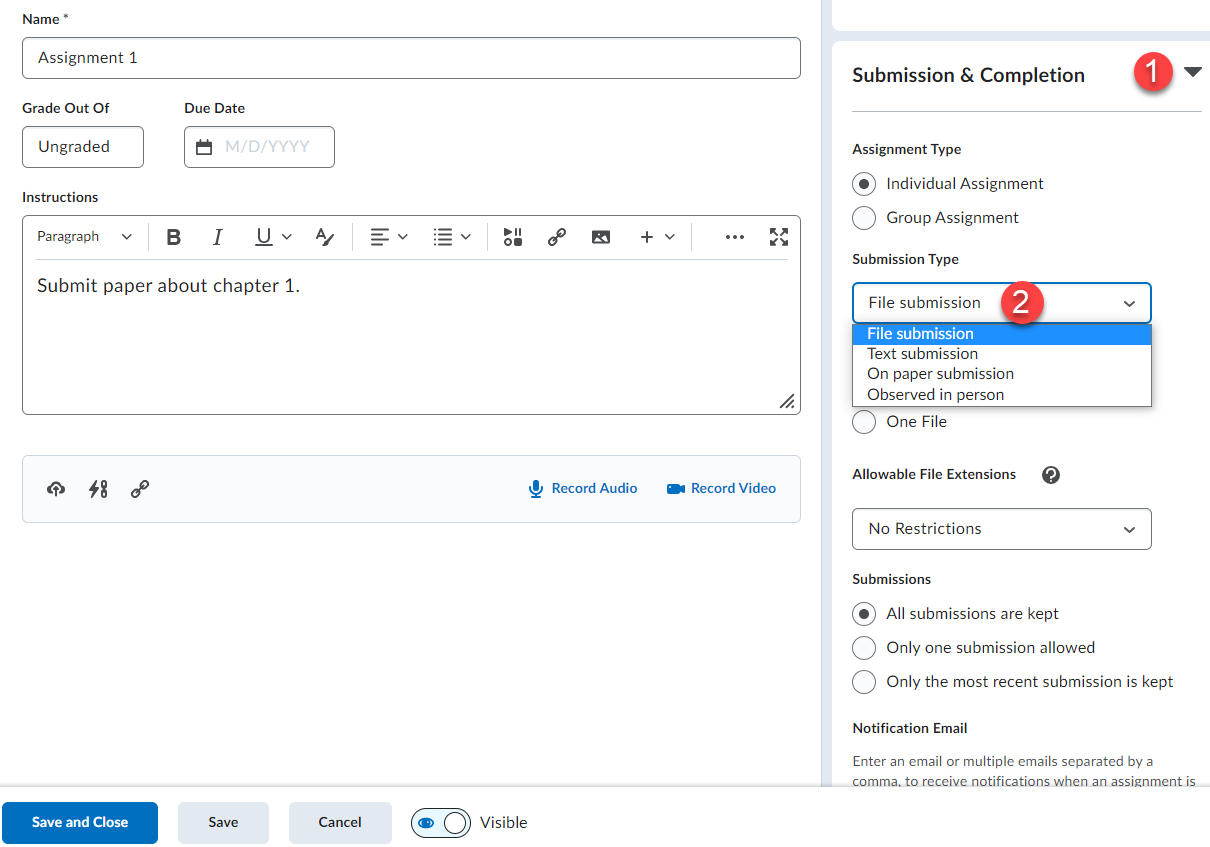 Name *
Assignment 1
Grade Out Of
Due Date
Ungraded
M/D/YYYY
Instructions
Paragraph
B I U A
Submit paper about chapter 1.
Record Audio
Record Video
Submission & Completion
1
Assignment Type
Individual Assignment
Group Assignment
Submission Type
File submission
2
File submission
Text submission
On paper submission
Observed in person
One File
Allowable File Extensions
?
No Restrictions
Submissions
All submissions are kept
Only one submission allowed
Only the most recent submission is kept
Notification Email
Enter an email or multiple emails separated by a
comma, to receive notifications when an assignment is
Save and Close
Save
Cancel
Visible